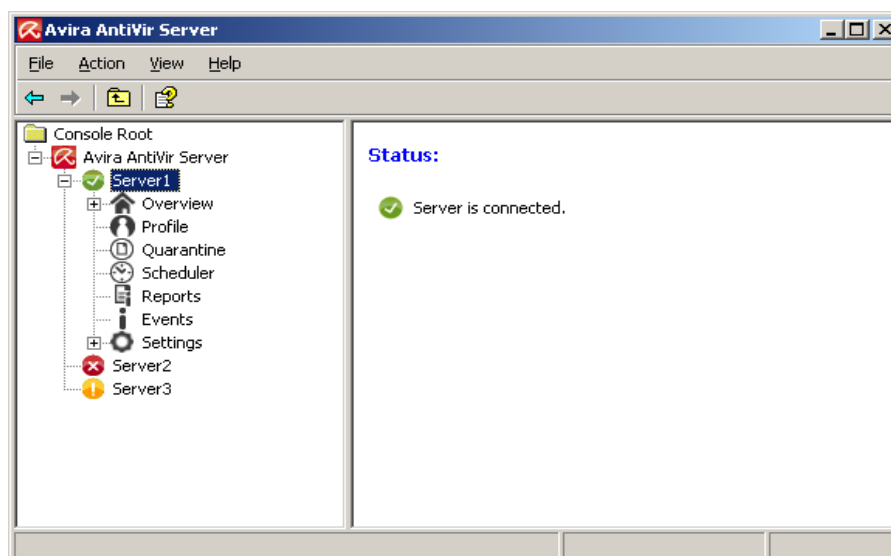 Avira AntiVir Server
File Action View Help
Console Root
Avira AntiVir Server
Server1
Overview
Profile
Quarantine
Scheduler
Reports
Events
Settings
Server2
Server3
Status:
Server is connected.